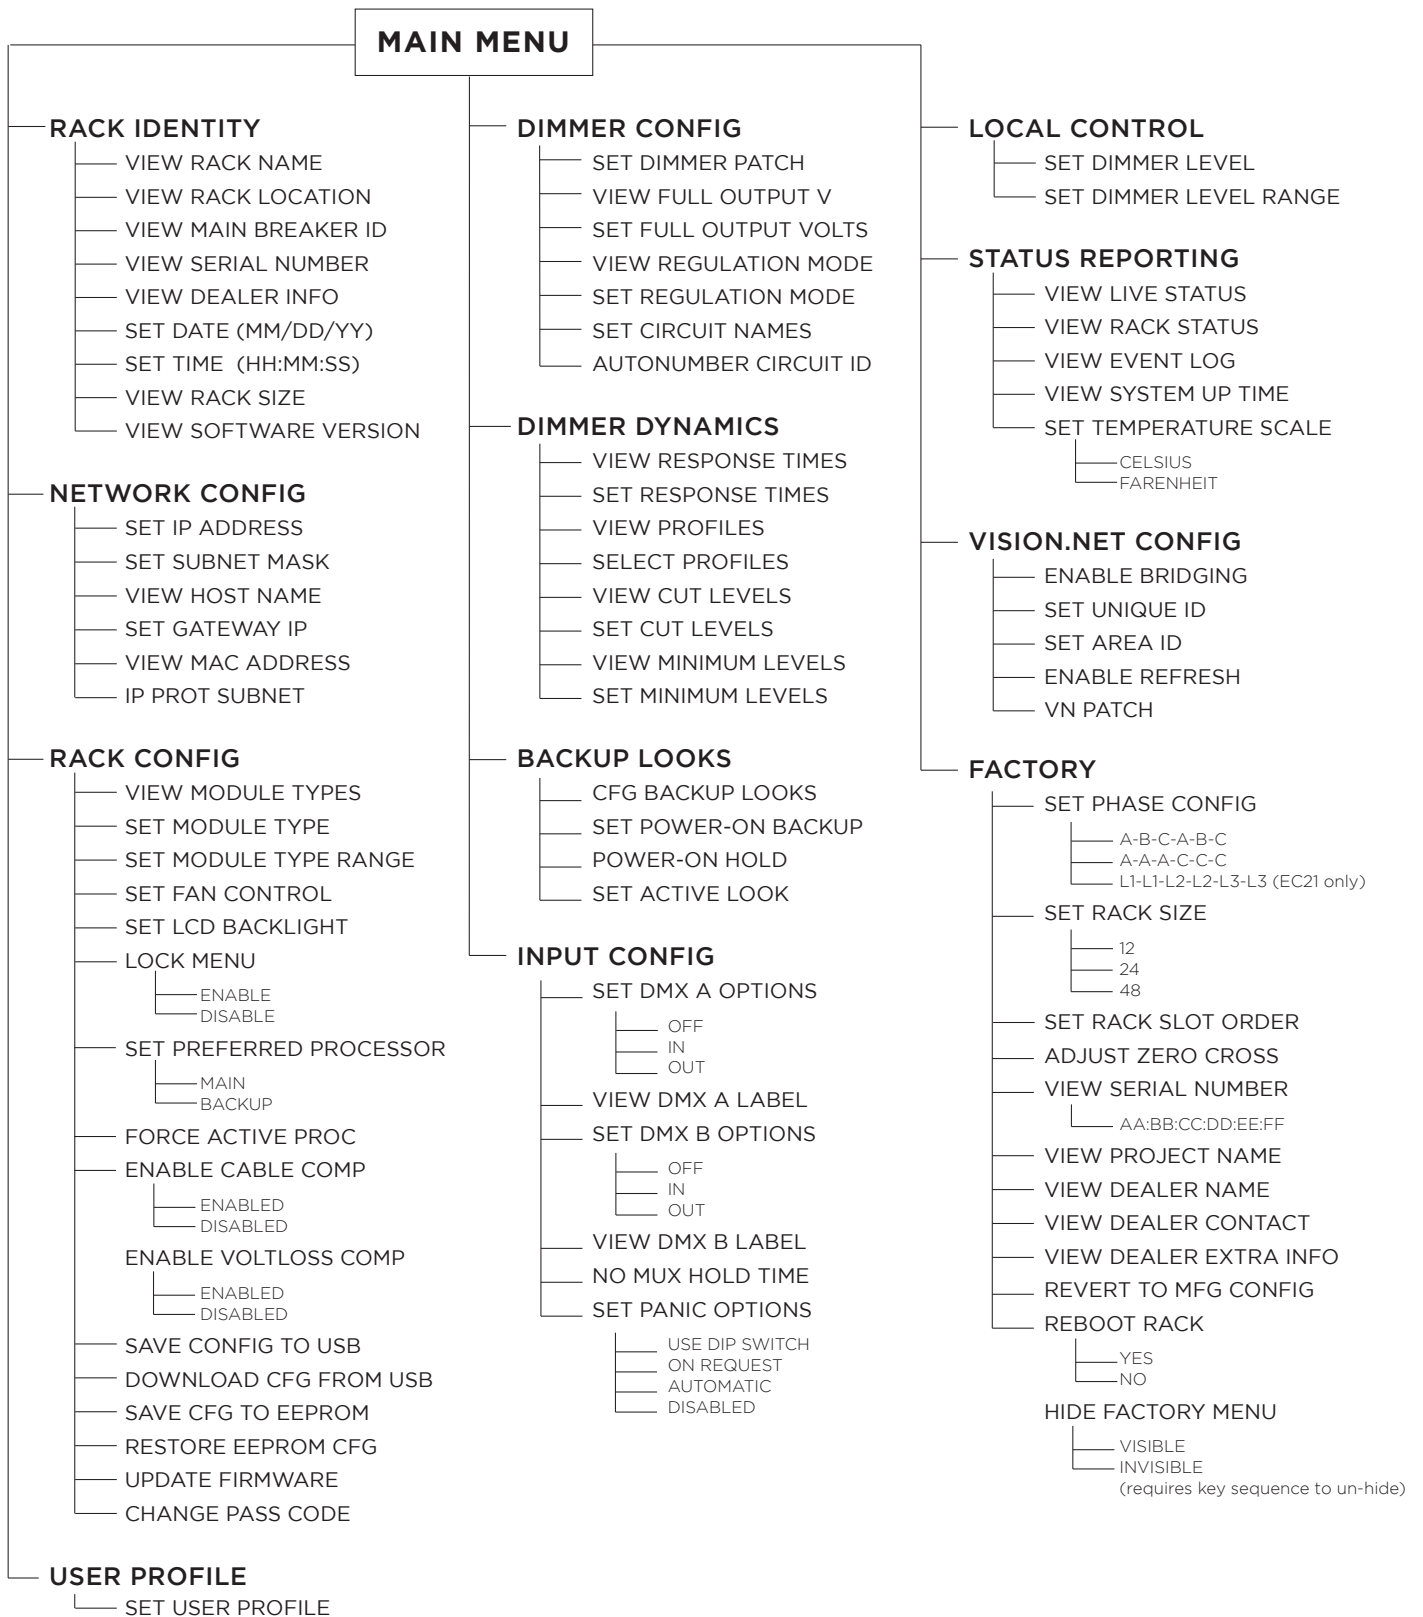 MAIN MENU
RACK IDENTITY
VIEW RACK NAME
VIEW RACK LOCATION
VIEW MAIN BREAKER ID
VIEW SERIAL NUMBER
VIEW DEALER INFO
SET DATE (MM/DD/YY)
SET TIME (HH:MM:SS)
VIEW RACK SIZE
VIEW SOFTWARE VERSION
NETWORK CONFIG
SET IP ADDRESS
SET SUBNET MASK
VIEW HOST NAME
SET GATEWAY IP
VIEW MAC ADDRESS
IP PROT SUBNET
RACK CONFIG
VIEW MODULE TYPES
SET MODULE TYPE
SET MODULE TYPE RANGE
SET FAN CONTROL
SET LCD BACKLIGHT
LOCK MENU
ENABLE
DISABLE
SET PREFERRED PROCESSOR
MAIN
BACKUP
FORCE ACTIVE PROC
ENABLE CABLE COMP
ENABLED
DISABLED
ENABLE VOLTLOSS COMP
ENABLED
DISABLED
SAVE CONFIG TO USB
DOWNLOAD CFG FROM USB
SAVE CFG TO EEPROM
RESTORE EEPROM CFG
UPDATE FIRMWARE
CHANGE PASS CODE
USER PROFILE
SET USER PROFILE
DIMMER CONFIG
SET DIMMER PATCH
VIEW FULL OUTPUT V
SET FULL OUTPUT VOLTS
VIEW REGULATION MODE
SET REGULATION MODE
SET CIRCUIT NAMES
AUTONUMBER CIRCUIT ID
DIMMER DYNAMICS
VIEW RESPONSE TIMES
SET RESPONSE TIMES
VIEW PROFILES
SELECT PROFILES
VIEW CUT LEVELS
SET CUT LEVELS
VIEW MINIMUM LEVELS
SET MINIMUM LEVELS
BACKUP LOOKS
CFG BACKUP LOOKS
SET POWER-ON BACKUP
POWER-ON HOLD
SET ACTIVE LOOK
INPUT CONFIG
SET DMX A OPTIONS
OFF
IN
OUT
VIEW DMX A LABEL
SET DMX B OPTIONS
OFF
IN
OUT
VIEW DMX B LABEL
NO MUX HOLD TIME
SET PANIC OPTIONS
USE DIP SWITCH
ON REQUEST
AUTOMATIC
DISABLED
LOCAL CONTROL
SET DIMMER LEVEL
SET DIMMER LEVEL RANGE
STATUS REPORTING
VIEW LIVE STATUS
VIEW RACK STATUS
VIEW EVENT LOG
VIEW SYSTEM UP TIME
SET TEMPERATURE SCALE
CELSIUS
FARENHEIT
VISION.NET CONFIG
ENABLE BRIDGING
SET UNIQUE ID
SET AREA ID
ENABLE REFRESH
VN PATCH
FACTORY
SET PHASE CONFIG
A-B-C-A-B-C
A-A-A-C-C-C
L1-L1-L2-L2-L3-L3 (EC21 only)
SET RACK SIZE
12
24
48
SET RACK SLOT ORDER
ADJUST ZERO CROSS
VIEW SERIAL NUMBER
AA:BB:CC:DD:EE:FF
VIEW PROJECT NAME
VIEW DEALER NAME
VIEW DEALER CONTACT
VIEW DEALER EXTRA INFO
REVERT TO MFG CONFIG
REBOOT RACK
YES
NO
HIDE FACTORY MENU
VISIBLE
INVISIBLE
(requires key sequence to un-hide)